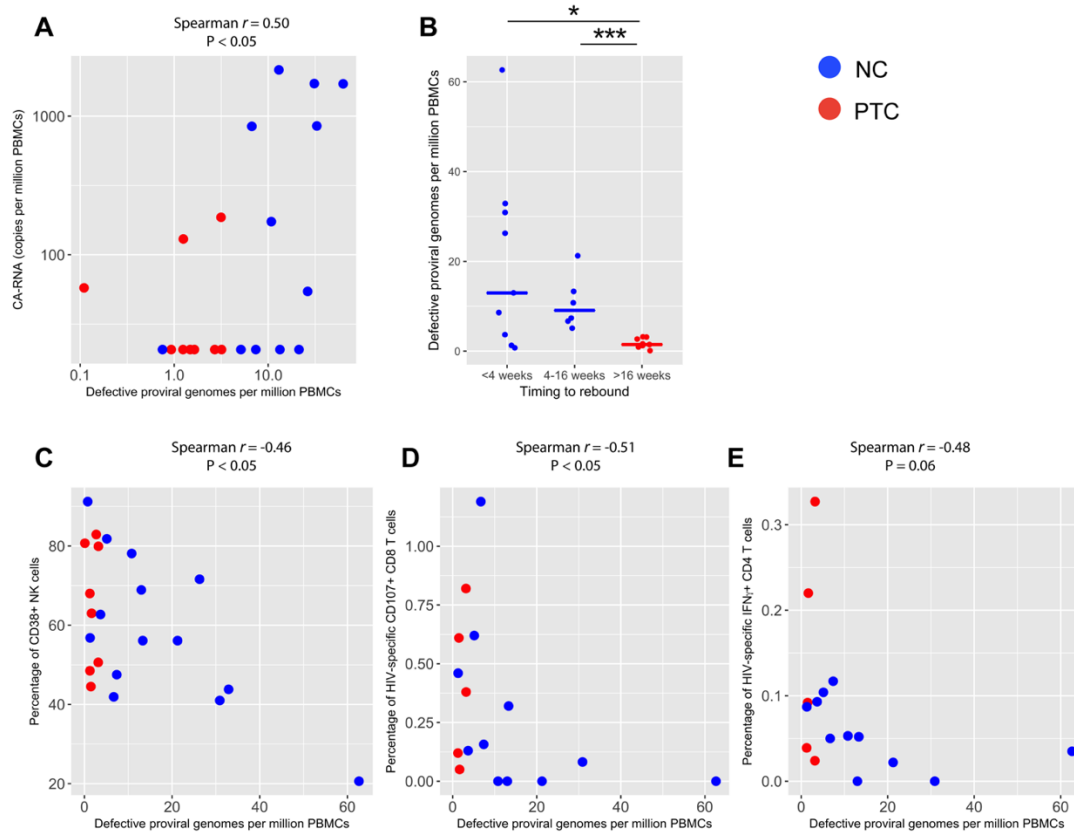 A
Spearman r = 0.50
P < 0.05
CA-RNA (copies per million PBMCs)
1000
100
0.1
1.0
10.0
Defective proviral genomes per million PBMCs
B
*
***
Defective proviral genomes per million PBMCs
60
40
20
0
<4 weeks
4-16 weeks
>16 weeks
Timing to rebound
NC
PTC
C
Spearman r = -0.46
P < 0.05
Percentage of CD38+ NK cells
80
60
40
20
0
20
40
60
Defective proviral genomes per million PBMCs
D
Spearman r = -0.51
P < 0.05
Percentage of HIV-specific CD107+ CD8 T cells
1.00
0.75
0.50
0.25
0.00
0
20
40
60
Defective proviral genomes per million PBMCs
E
Spearman r = -0.48
P = 0.06
Percentage of HIV-specific IFNγ+ CD4 T cells
0.3
0.2
0.1
0.0
0
20
40
60
Defective proviral genomes per million PBMCs